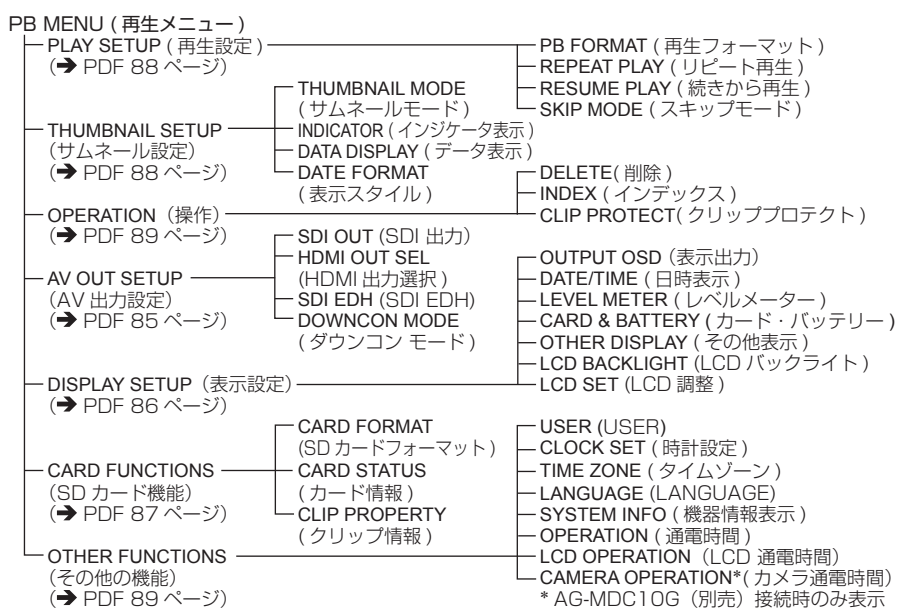 PB MENU ( 再生メニュー )
PLAY SETUP ( 再生設定 )
(➔ PDF 88 ページ)
PB FORMAT ( 再生フォーマット )
REPEAT PLAY ( リピート再生 )
RESUME PLAY ( 続きから再生 )
SKIP MODE ( スキップモード )
THUMBNAIL SETUP
(サムネール設定)
(➔ PDF 88 ページ)
THUMBNAIL MODE
( サムネールモード )
INDICATOR ( インジケータ表示 )
DATA DISPLAY ( データ表示 )
DATE FORMAT
( 表示スタイル )
OPERATION (操作)
(➔ PDF 89 ページ)
DELETE( 削除 )
INDEX ( インデックス )
CLIP PROTECT( クリッププロテクト )
AV OUT SETUP
(AV 出力設定)
(➔ PDF 85 ページ)
SDI OUT (SDI 出力)
HDMI OUT SEL
(HDMI 出力選択 )
SDI EDH (SDI EDH)
DOWNCON MODE
( ダウンコン モード )
DISPLAY SETUP (表示設定)
(➔ PDF 86 ページ)
OUTPUT OSD (表示出力)
DATE/TIME ( 日時表示 )
LEVEL METER ( レベルメーター )
CARD & BATTERY ( カード・バッテリー )
OTHER DISPLAY ( その他表示 )
LCD BACKLIGHT (LCD バックライト )
LCD SET (LCD 調整 )
CARD FUNCTIONS
(SD カード機能)
(➔ PDF 87 ページ)
CARD FORMAT
(SD カードフォーマット )
CARD STATUS
( カード情報 )
CLIP PROPERTY
( クリップ情報 )
OTHER FUNCTIONS
(その他の機能)
(➔ PDF 89 ページ)
USER (USER)
CLOCK SET ( 時計設定 )
TIME ZONE ( タイムゾーン )
LANGUAGE (LANGUAGE)
SYSTEM INFO ( 機器情報表示 )
OPERATION ( 通電時間 )
LCD OPERATION (LCD 通電時間)
CAMERA OPERATION*( カメラ通電時間)
* AG-MDC10G (別売) 接続時のみ表示